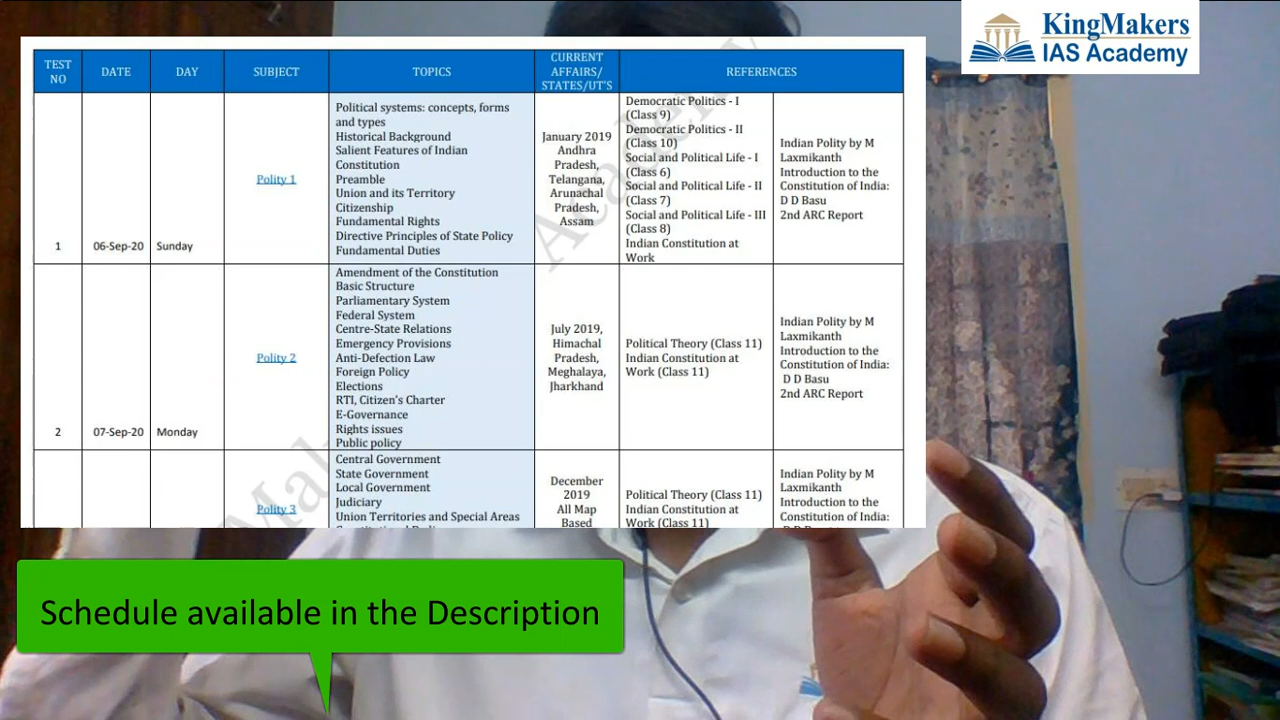 KingMakers
IAS Academy
TEST NO
DATE
DAY
SUBJECT
TOPICS
CURRENT
AFFAIRS/
STATES/UT'S
REFERENCES
1
06-Sep-20
Sunday
Polity 1
Political systems: concepts, forms
and types
Historical Background
Salient Features of Indian
Constitution
Preamble
Union and its Territory
Citizenship
Fundamental Rights
Directive Principles of State Policy
Fundamental Duties
January 2019
Andhra
Pradesh,
Telangana,
Arunachal
Pradesh,
Assam
Democratic Politics - I
(Class 9)
Democratic Politics - II
(Class 10)
Social and Political Life - I
(Class 6)
Social and Political Life - II
(Class 7)
Social and Political Life - III
(Class 8)
Indian Constitution at
Work
Indian Polity by M
Laxmikanth
Introduction to the
Constitution of India:
D D Basu
2nd ARC Report
2
07-Sep-20
Monday
Polity 2
Amendment of the Constitution
Basic Structure
Parliamentary System
Federal System
Centre-State Relations
Emergency Provisions
Anti-Defection Law
Foreign Policy
Elections
RTI, Citizen's Charter
E-Governance
Rights issues
Public policy
July 2019,
Himachal
Pradesh,
Meghalaya,
Jharkhand
Political Theory (Class 11)
Indian Constitution at
Work (Class 11)
Indian Polity by M
Laxmikanth
Introduction to the
Constitution of India:
D D Basu
2nd ARC Report
Polity 3
Central Government
State Government
Local Government
Judiciary
Union Territories and Special Areas
December
2019
All Map
Based
Political Theory (Class 11)
Indian Constitution at
Work (Class 11)
Indian Polity by M
Laxmikanth
Introduction to the
Constitution of India:
Schedule available in the Description